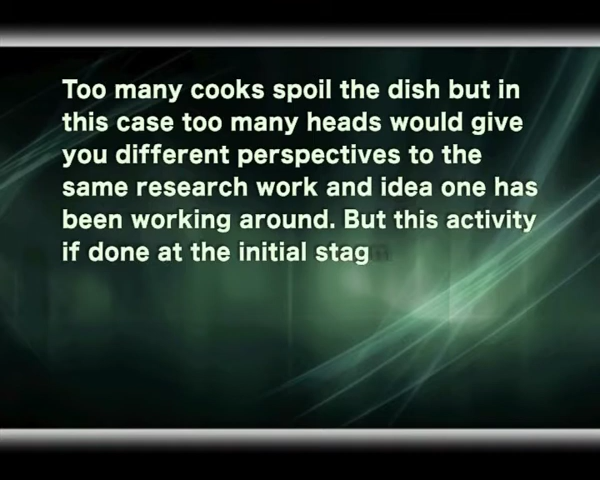 Too many cooks spoil the dish but in
this case too many heads would give
you different perspectives to the
same research work and idea one has
been working around. But this activity
if done at the initial stag